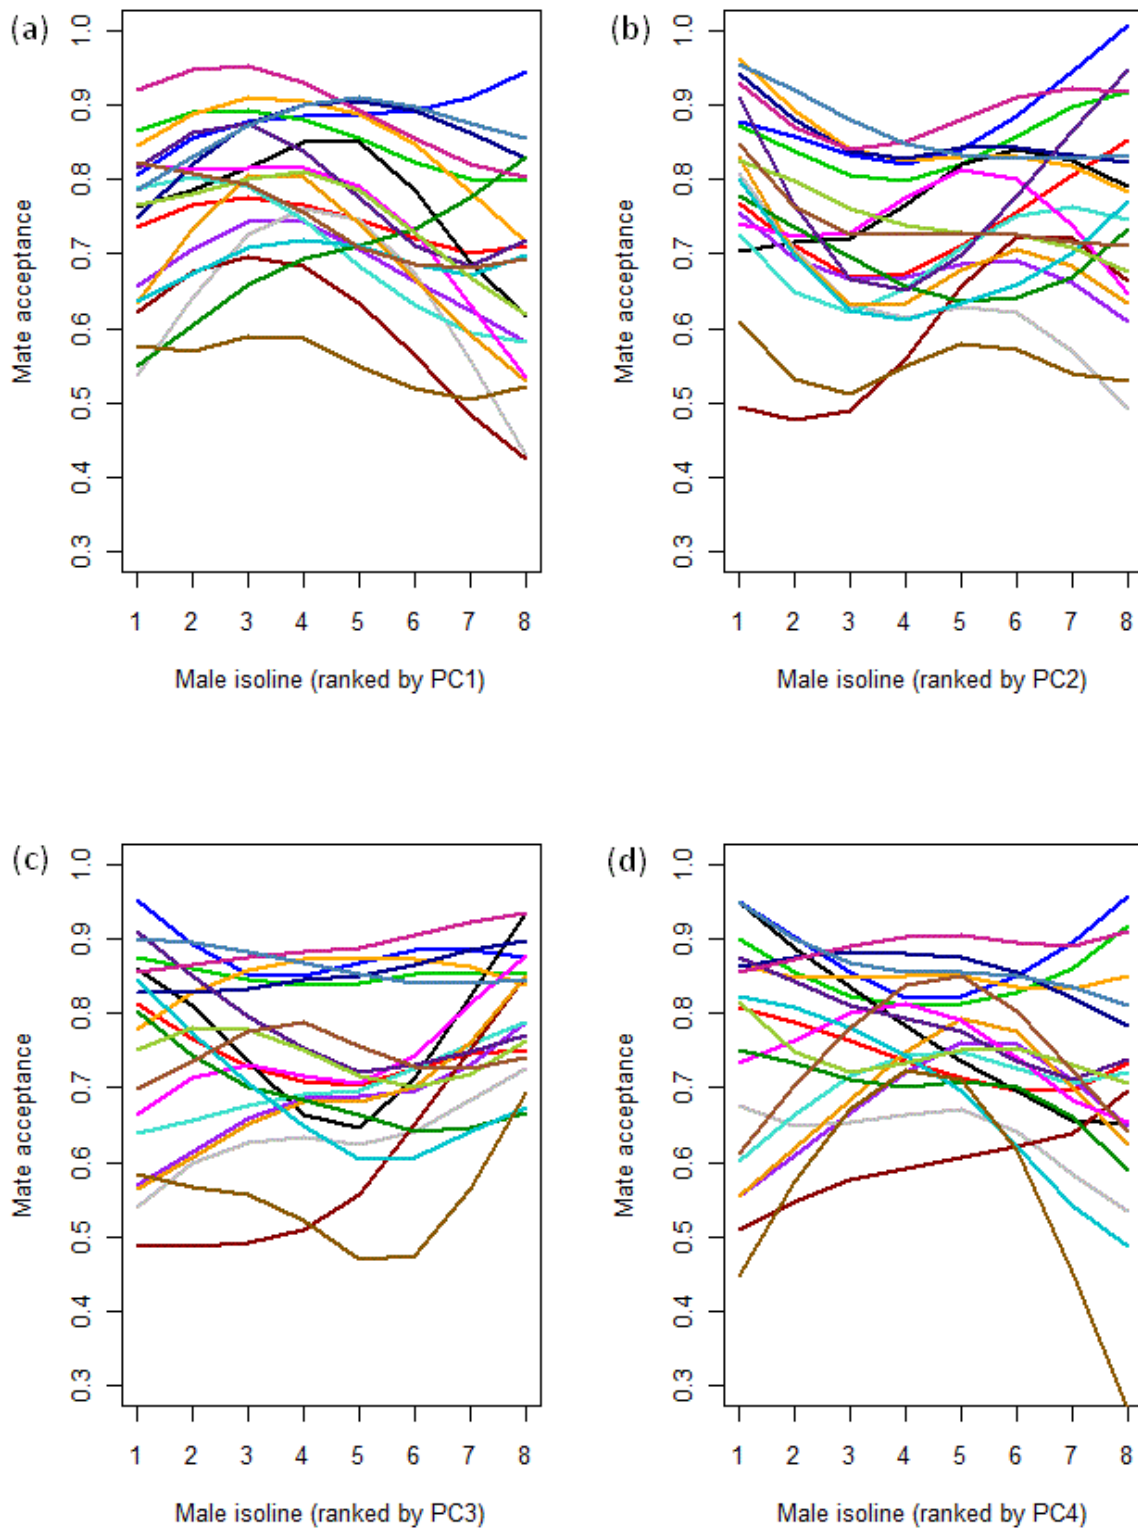 (a)
1.0
0.9
0.8
0.7
0.6
0.5
0.4
0.3
Mate acceptance
1 2 3 4 5 6 7 8
Male isoline (ranked by PC1)
(b)
1.0
0.9
0.8
0.7
0.6
0.5
0.4
0.3
Mate acceptance
1 2 3 4 5 6 7 8
Male isoline (ranked by PC2)
(c)
1.0
0.9
0.8
0.7
0.6
0.5
0.4
0.3
Mate acceptance
1 2 3 4 5 6 7 8
Male isoline (ranked by PC3)
(d)
1.0
0.9
0.8
0.7
0.6
0.5
0.4
0.3
Mate acceptance
1 2 3 4 5 6 7 8
Male isoline (ranked by PC4)